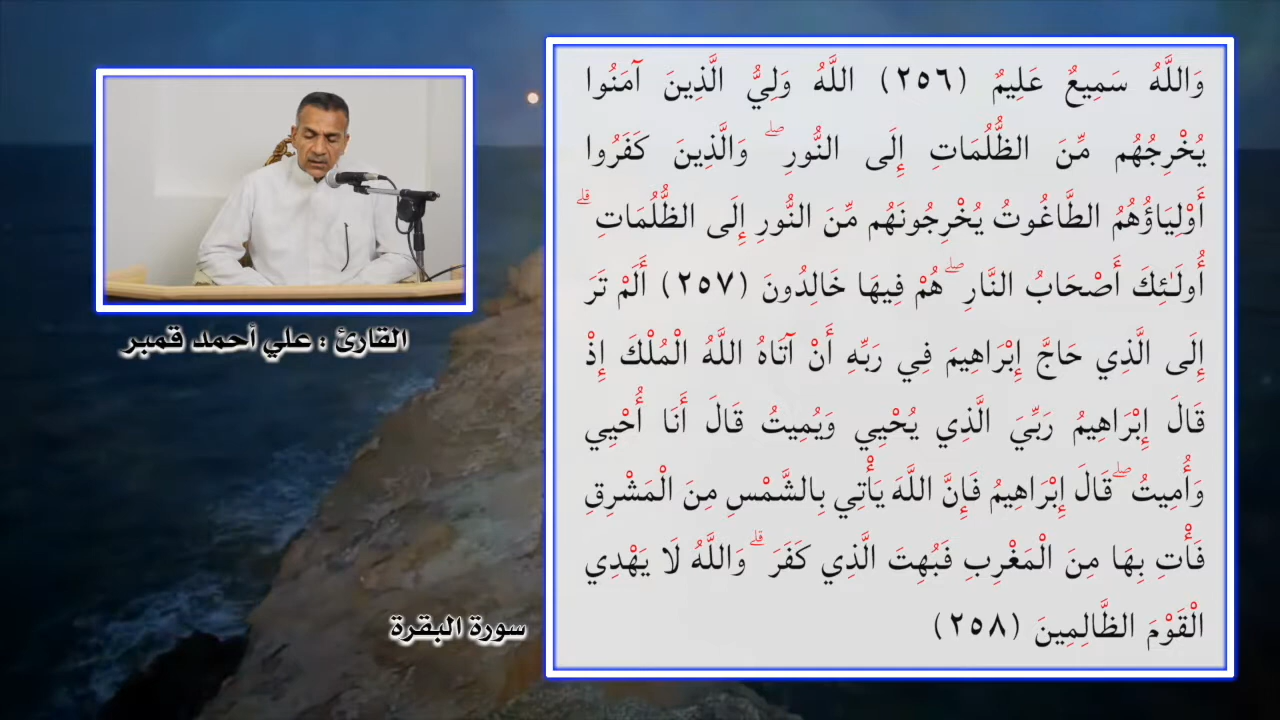 وَاللَّهُ سَمِيعٌ عَلِيمٌ (٢٥٦) اللَّهُ وَلِيُّ الَّذِينَ آمَنُوا
يُخْرِجُهُم مِّنَ الظُّلُمَاتِ إِلَى النُّورِ ۖ وَالَّذِينَ كَفَرُوا
أَوْلِيَاؤُهُمُ الطَّاغُوتُ يُخْرِجُونَهُم مِّنَ النُّورِ إِلَى الظُّلُمَاتِ ۗ
أُولَـٰئِكَ أَصْحَابُ النَّارِ ۖ هُمْ فِيهَا خَالِدُونَ (٢٥٧) أَلَمْ تَرَ
إِلَى الَّذِي حَاجَّ إِبْرَاهِيمَ فِي رَبِّهِ أَنْ آتَاهُ اللَّهُ الْمُلْكَ إِذْ
قَالَ إِبْرَاهِيمُ رَبِّيَ الَّذِي يُحْيِي وَيُمِيتُ قَالَ أَنَا أُحْيِي
وَأُمِيتُ ۖ قَالَ إِبْرَاهِيمُ فَإِنَّ اللَّهَ يَأْتِي بِالشَّمْسِ مِنَ الْمَشْرِقِ
فَأْتِ بِهَا مِنَ الْمَغْرِبِ فَبُهِتَ الَّذِي كَفَرَ ۗ وَاللَّهُ لَا يَهْدِي
الْقَوْمَ الظَّالِمِينَ (٢٥٨)
القارئ : علي أحمد قمبر
سورة البقرة